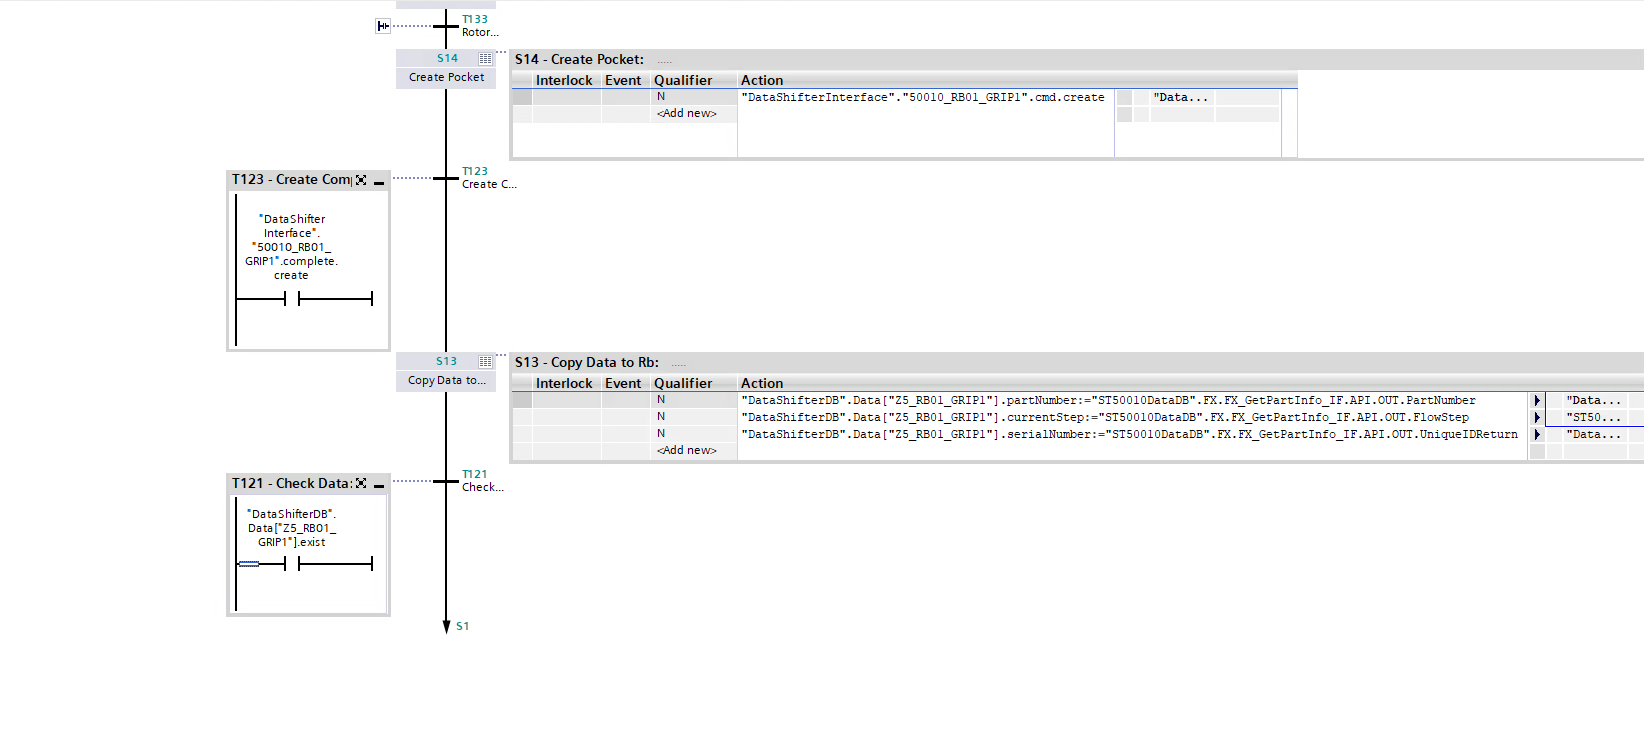 T133
Rotor...
S14
Create Pocket
S14 - Create Pocket: .....
Interlock Event Qualifier Action
N "DataShifterInterface"."50010_RB01_GRIP1".cmd.create "Data...
<Add new>
T123
Create C...
T123 - Create Comp
"DataShifter
Interface".
"50010_RB01_
GRIP1".complete.
create
S13
Copy Data to...
S13 - Copy Data to Rb: .....
Interlock Event Qualifier Action
N "DataShifterDB".Data["Z5_RB01_GRIP1"].partNumber:="ST50010DataDB".FX.FX_GetPartInfo_IF.API.OUT.PartNumber "Data...
N "DataShifterDB".Data["Z5_RB01_GRIP1"].currentStep:="ST50010DataDB".FX.FX_GetPartInfo_IF.API.OUT.FlowStep "ST50...
N "DataShifterDB".Data["Z5_RB01_GRIP1"].serialNumber:="ST50010DataDB".FX.FX_GetPartInfo_IF.API.OUT.UniqueIDReturn "Data...
<Add new>
T121
Check...
T121 - Check Data:
"DataShifterDB".
Data["Z5_RB01_
GRIP1"].exist
S1